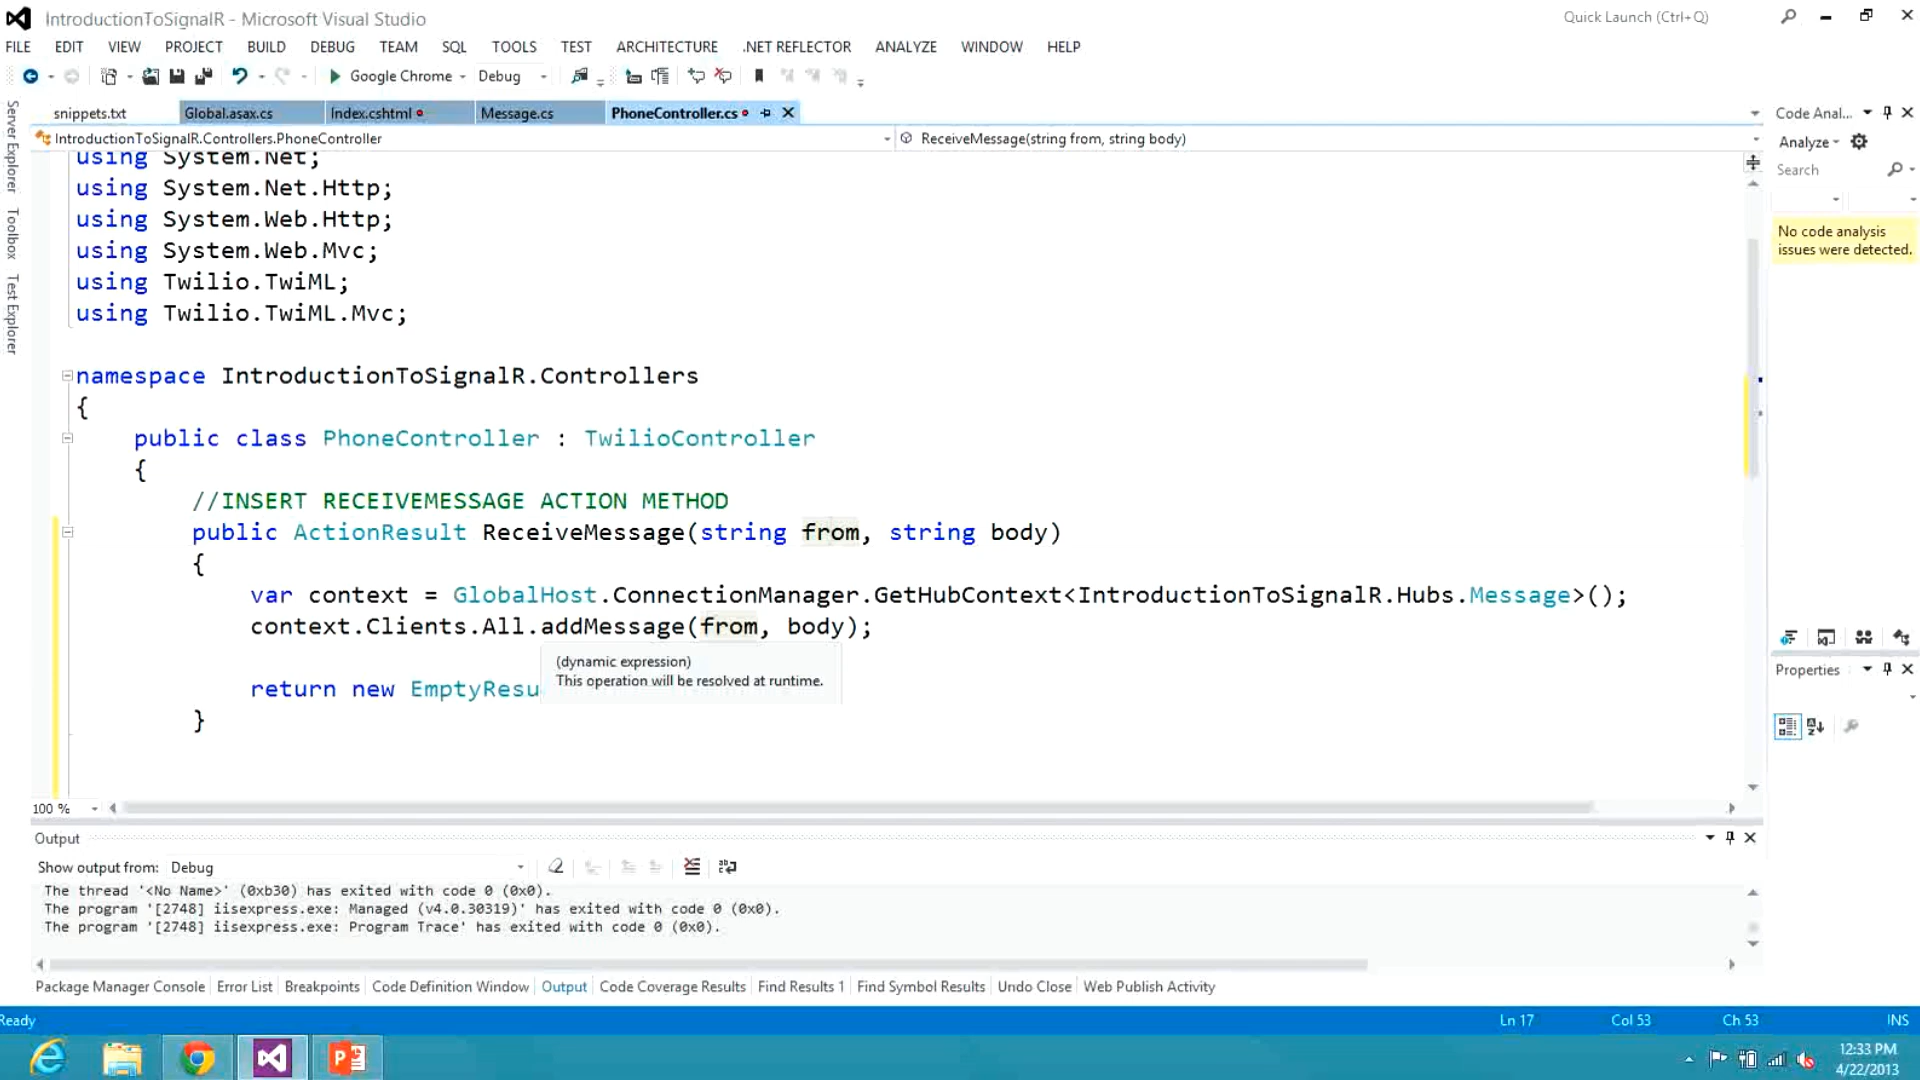 IntroductionToSignalR - Microsoft Visual Studio
Quick Launch (Ctrl+Q)
FILE EDIT VIEW PROJECT BUILD DEBUG TEAM SQL TOOLS TEST ARCHITECTURE .NET REFLECTOR ANALYZE WINDOW HELP
Google Chrome Debug
Server Explorer
Toolbox
Test Explorer
snippets.txt Global.asax.cs Index.cshtml Message.cs PhoneController.cs
IntroductionToSignalR.Controllers.PhoneController
ReceiveMessage(string from, string body)
using System.Net;
using System.Net.Http;
using System.Web.Http;
using System.Web.Mvc;
using Twilio.TwiML;
using Twilio.TwiML.Mvc;
namespace IntroductionToSignalR.Controllers
{
public class PhoneController : TwilioController
{
//INSERT RECEIVEMESSAGE ACTION METHOD
public ActionResult ReceiveMessage(string from, string body)
{
var context = GlobalHost.ConnectionManager.GetHubContext<IntroductionToSignalR.Hubs.Message>();
context.Clients.All.addMessage(from, body);
(dynamic expression)
This operation will be resolved at runtime.
return new EmptyResu
}
100 %
Code Anal...
Analyze
Search
No code analysis
issues were detected.
Properties
Output
Show output from: Debug
The thread '<No Name>' (0xb30) has exited with code 0 (0x0).
The program '[2748] iisexpress.exe: Managed (v4.0.30319)' has exited with code 0 (0x0).
The program '[2748] iisexpress.exe: Program Trace' has exited with code 0 (0x0).
Package Manager Console Error List Breakpoints Code Definition Window Output Code Coverage Results Find Results 1 Find Symbol Results Undo Close Web Publish Activity
Ready
Ln 17 Col 53 Ch 53 INS
12:33 PM
4/22/2013